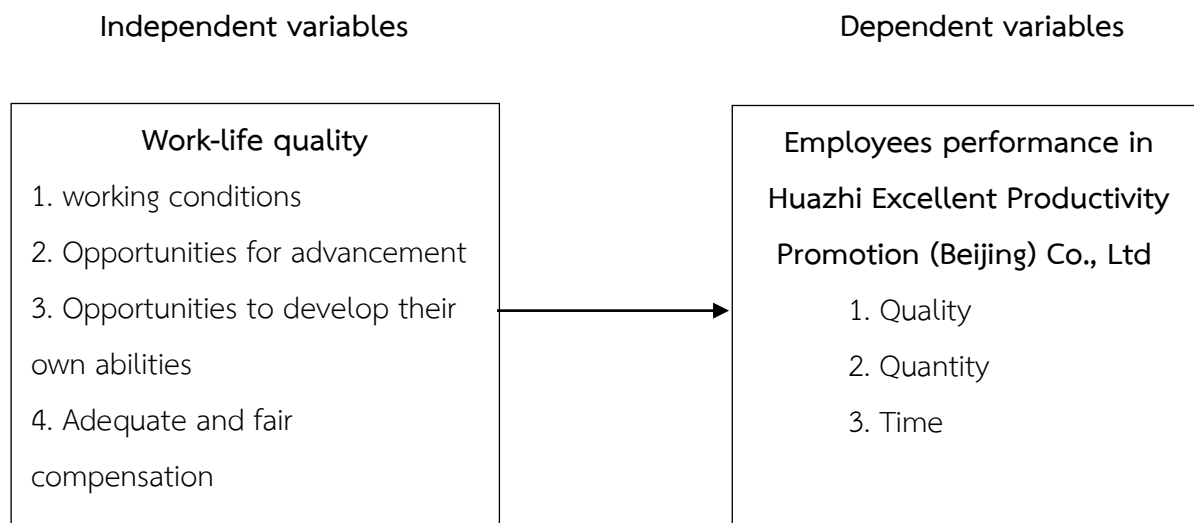 Independent variables
Dependent variables
Work-life quality
1. working conditions
2. Opportunities for advancement
3. Opportunities to develop their
own abilities
4. Adequate and fair
compensation
Employees performance in
Huazhi Excellent Productivity
Promotion (Beijing) Co., Ltd
1. Quality
2. Quantity
3. Time